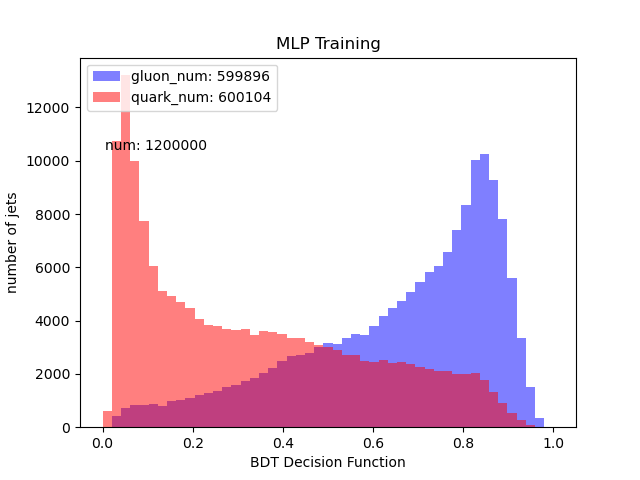 MLP Training
gluon_num: 599896
quark_num: 600104
num: 1200000
number of jets
12000
10000
8000
6000
4000
2000
0
0.0 0.2 0.4 0.6 0.8 1.0
BDT Decision Function